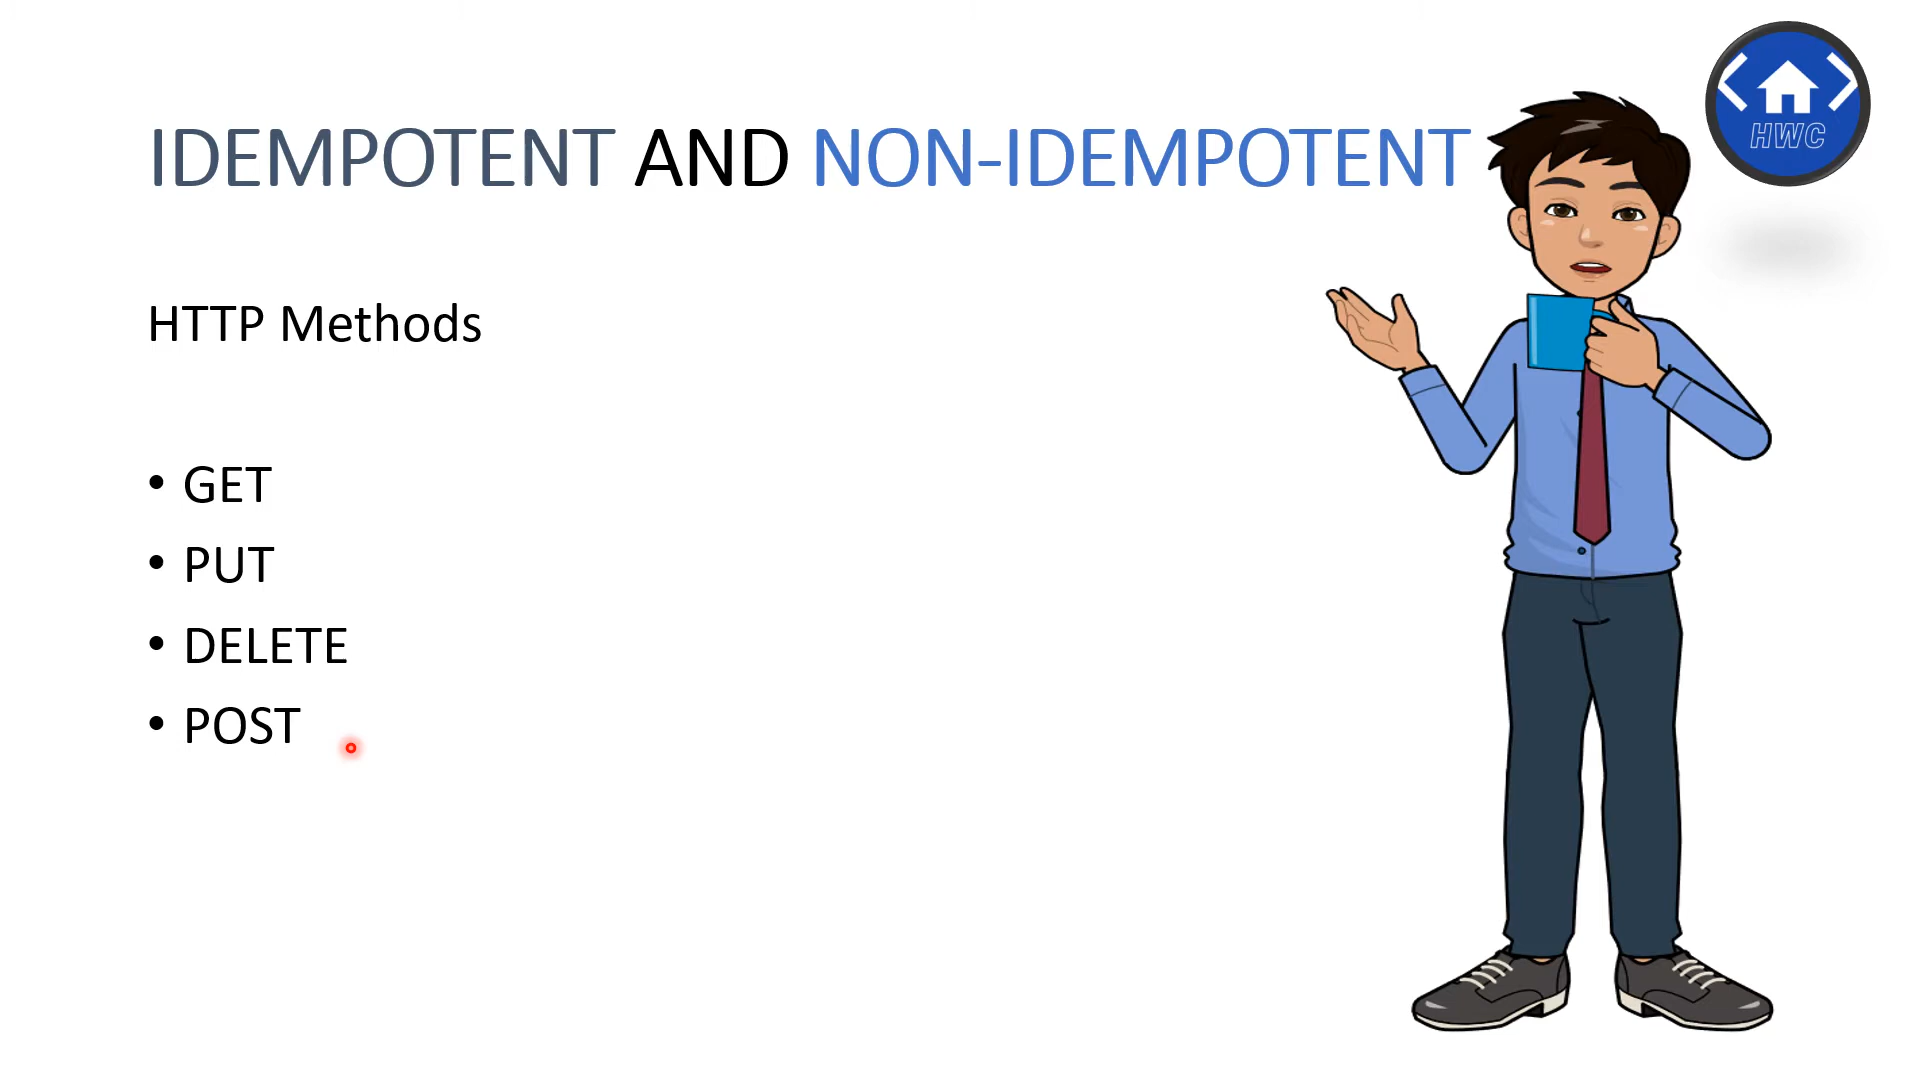 IDEMPOTENT AND NON-IDEMPOTENT
HWC
HTTP Methods
• GET
• PUT
• DELETE
• POST